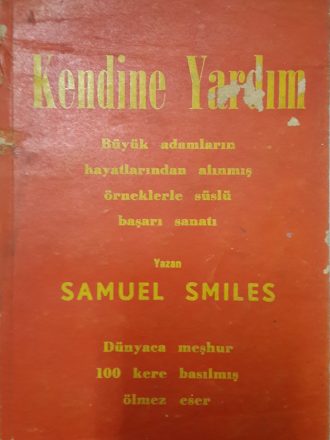 Kendine Yardım
Büyük adamların
hayatlarından alınmış
örneklerle süslü
başarı sanatı
Yazan
SAMUEL SMILES
Dünyaca meşhur
100 kere basılmış
ölmez eser